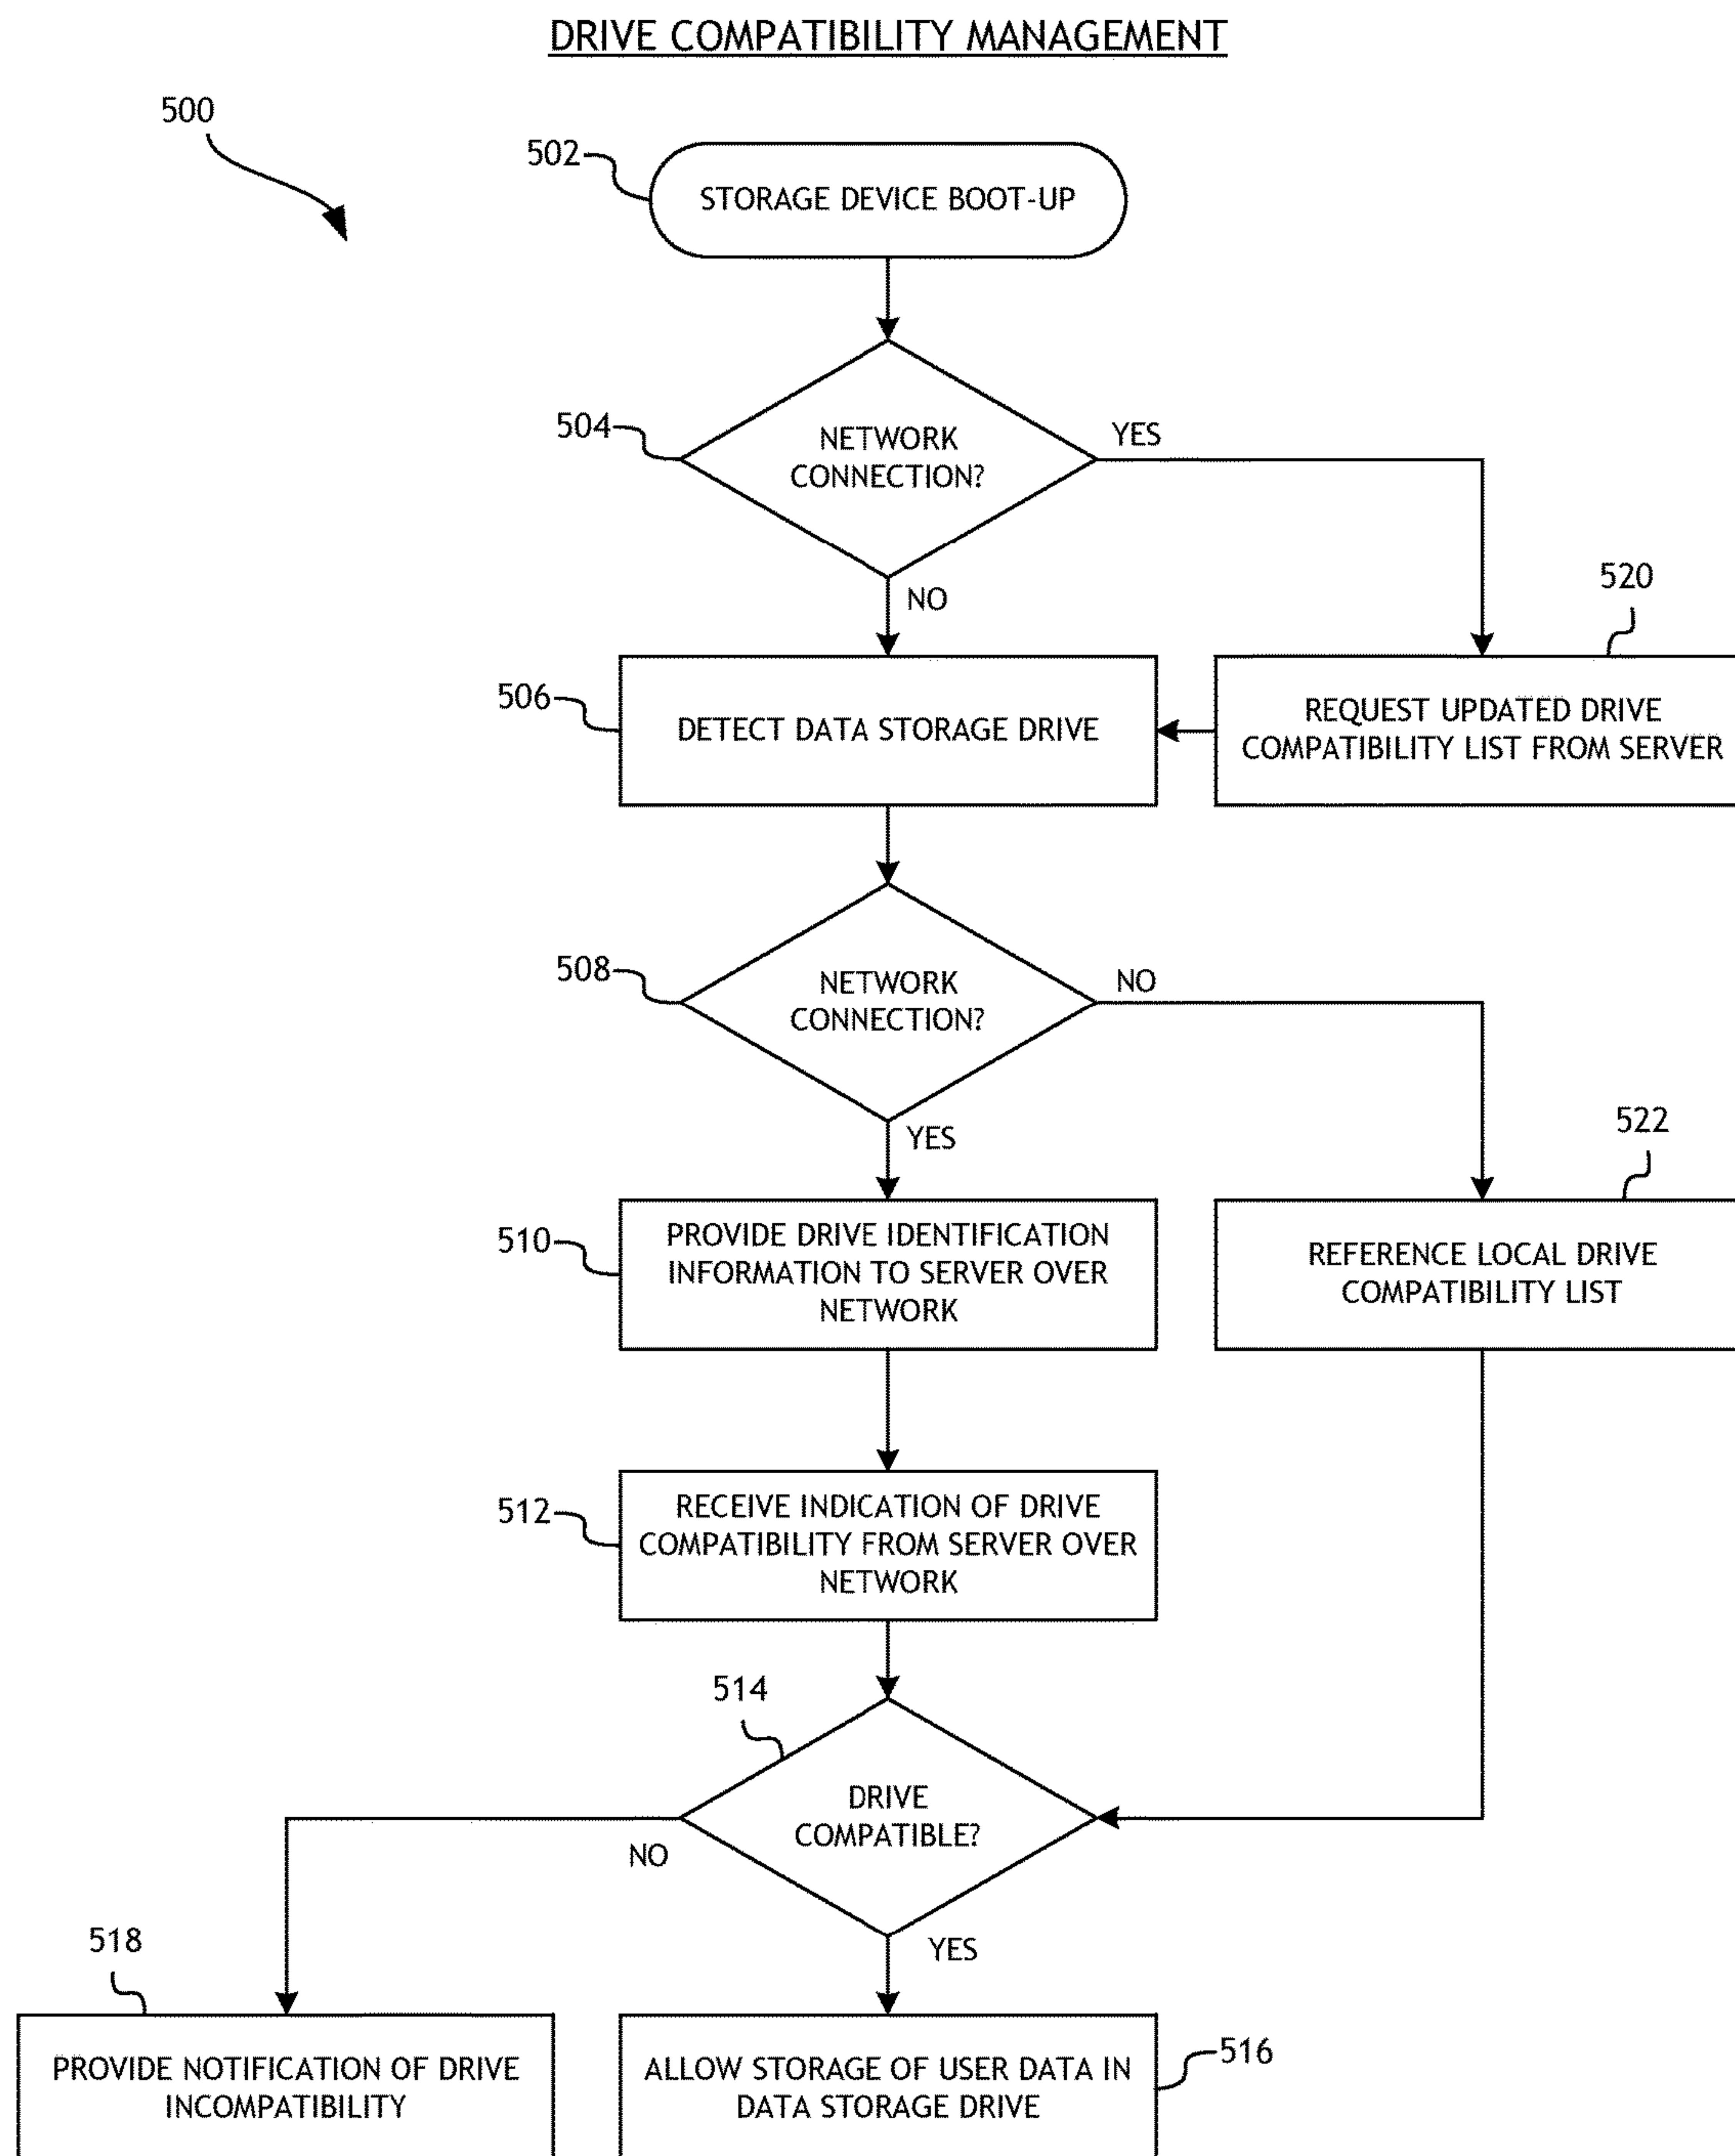 DRIVE COMPATIBILITY MANAGEMENT
500
502
STORAGE DEVICE BOOT-UP
504
NETWORK
CONNECTION?
YES
NO
520
506
DETECT DATA STORAGE DRIVE
REQUEST UPDATED DRIVE
COMPATIBILITY LIST FROM SERVER
508
NETWORK
CONNECTION?
NO
YES
522
510
PROVIDE DRIVE IDENTIFICATION
INFORMATION TO SERVER OVER
NETWORK
REFERENCE LOCAL DRIVE
COMPATIBILITY LIST
512
RECEIVE INDICATION OF DRIVE
COMPATIBILITY FROM SERVER OVER
NETWORK
514
DRIVE
COMPATIBLE?
NO
YES
518
PROVIDE NOTIFICATION OF DRIVE
INCOMPATIBILITY
ALLOW STORAGE OF USER DATA IN
DATA STORAGE DRIVE
516